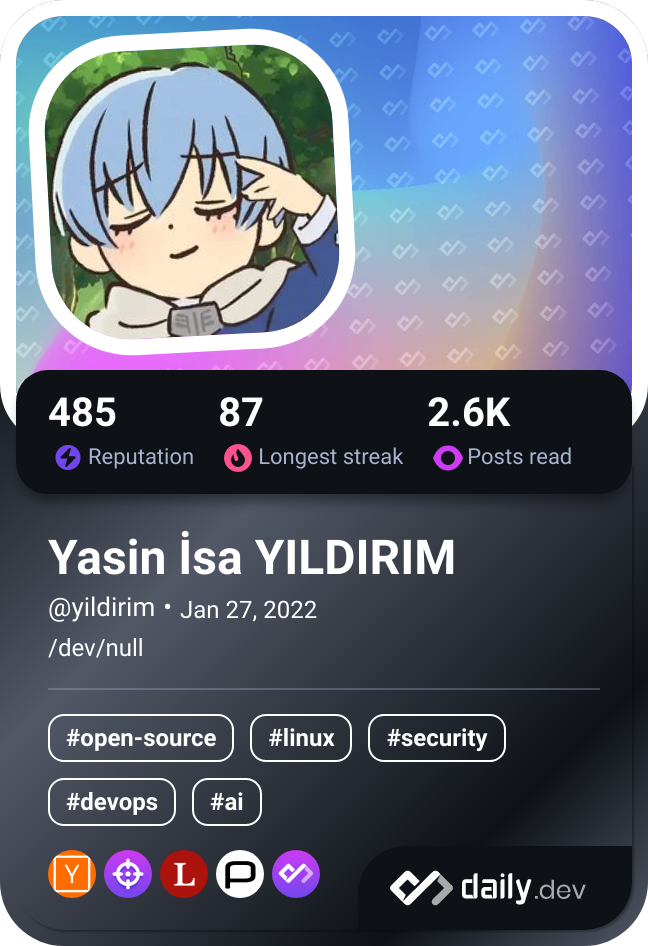 485 87 2.6K
Reputation Longest streak Posts read
Yasin İsa YILDIRIM
@yildirim • Jan 27, 2022
/dev/null
#open-source #linux #security
#devops #ai
Y L P daily.dev